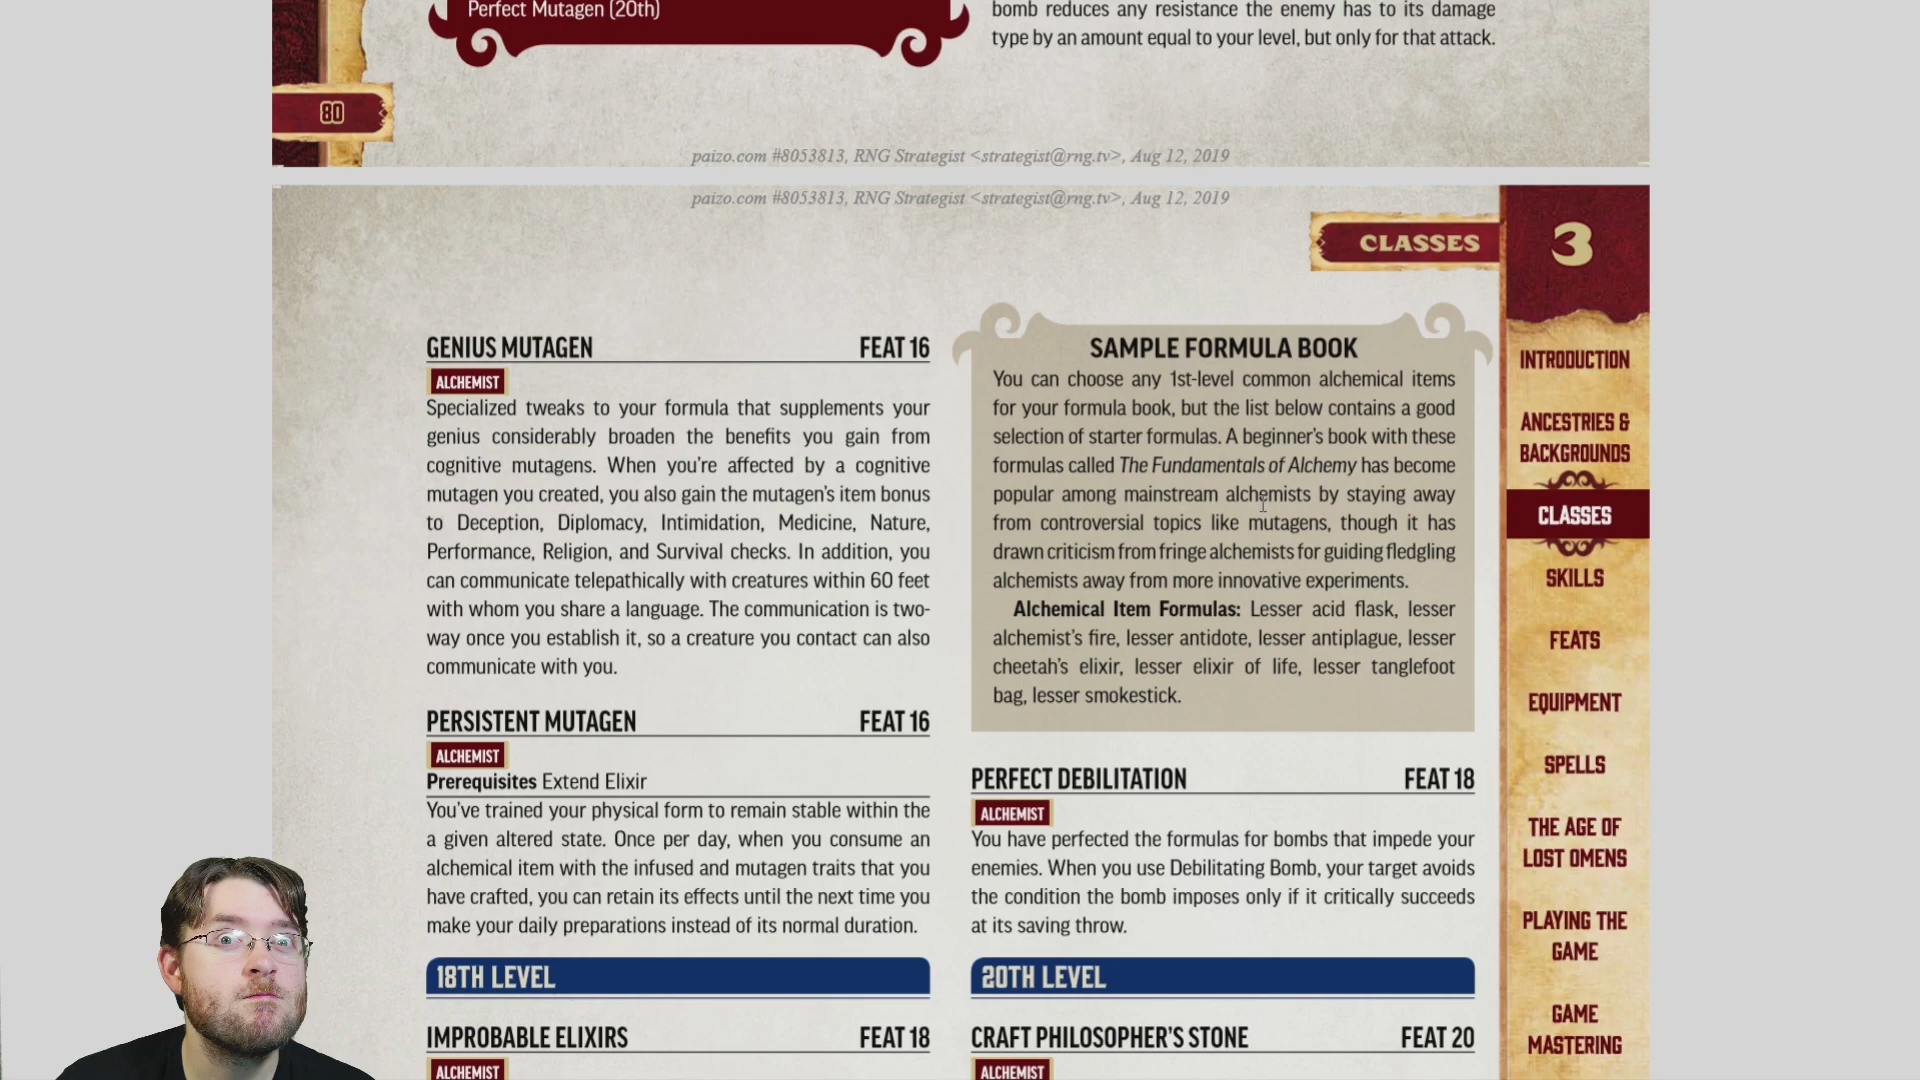 Perfect Mutagen (20th)
bomb reduces any resistance the enemy has to its damage
type by an amount equal to your level, but only for that attack.
80
paizo.com #8053813, RNG Strategist <strategist@rng.tv>, Aug 12, 2019
paizo.com #8053813, RNG Strategist <strategist@rng.tv>, Aug 12, 2019
CLASSES
3
GENIUS MUTAGEN FEAT 16
ALCHEMIST
Specialized tweaks to your formula that supplements your
genius considerably broaden the benefits you gain from
cognitive mutagens. When you're affected by a cognitive
mutagen you created, you also gain the mutagen's item bonus
to Deception, Diplomacy, Intimidation, Medicine, Nature,
Performance, Religion, and Survival checks. In addition, you
can communicate telepathically with creatures within 60 feet
with whom you share a language. The communication is two-
way once you establish it, so a creature you contact can also
communicate with you.
PERSISTENT MUTAGEN FEAT 16
ALCHEMIST
Prerequisites Extend Elixir
You've trained your physical form to remain stable within the
a given altered state. Once per day, when you consume an
alchemical item with the infused and mutagen traits that you
have crafted, you can retain its effects until the next time you
make your daily preparations instead of its normal duration.
18TH LEVEL
IMPROBABLE ELIXIRS FEAT 18
ALCHEMIST
SAMPLE FORMULA BOOK
You can choose any 1st-level common alchemical items
for your formula book, but the list below contains a good
selection of starter formulas. A beginner's book with these
formulas called The Fundamentals of Alchemy has become
popular among mainstream alchemists by staying away
from controversial topics like mutagens, though it has
drawn criticism from fringe alchemists for guiding fledgling
alchemists away from more innovative experiments.
Alchemical Item Formulas: Lesser acid flask, lesser
alchemist's fire, lesser antidote, lesser antiplague, lesser
cheetah's elixir, lesser elixir of life, lesser tanglefoot
bag, lesser smokestick.
PERFECT DEBILITATION FEAT 18
ALCHEMIST
You have perfected the formulas for bombs that impede your
enemies. When you use Debilitating Bomb, your target avoids
the condition the bomb imposes only if it critically succeeds
at its saving throw.
20TH LEVEL
CRAFT PHILOSOPHER'S STONE FEAT 20
ALCHEMIST
INTRODUCTION
ANCESTRIES &
BACKGROUNDS
CLASSES
SKILLS
FEATS
EQUIPMENT
SPELLS
THE AGE OF
LOST OMENS
PLAYING THE
GAME
GAME
MASTERING